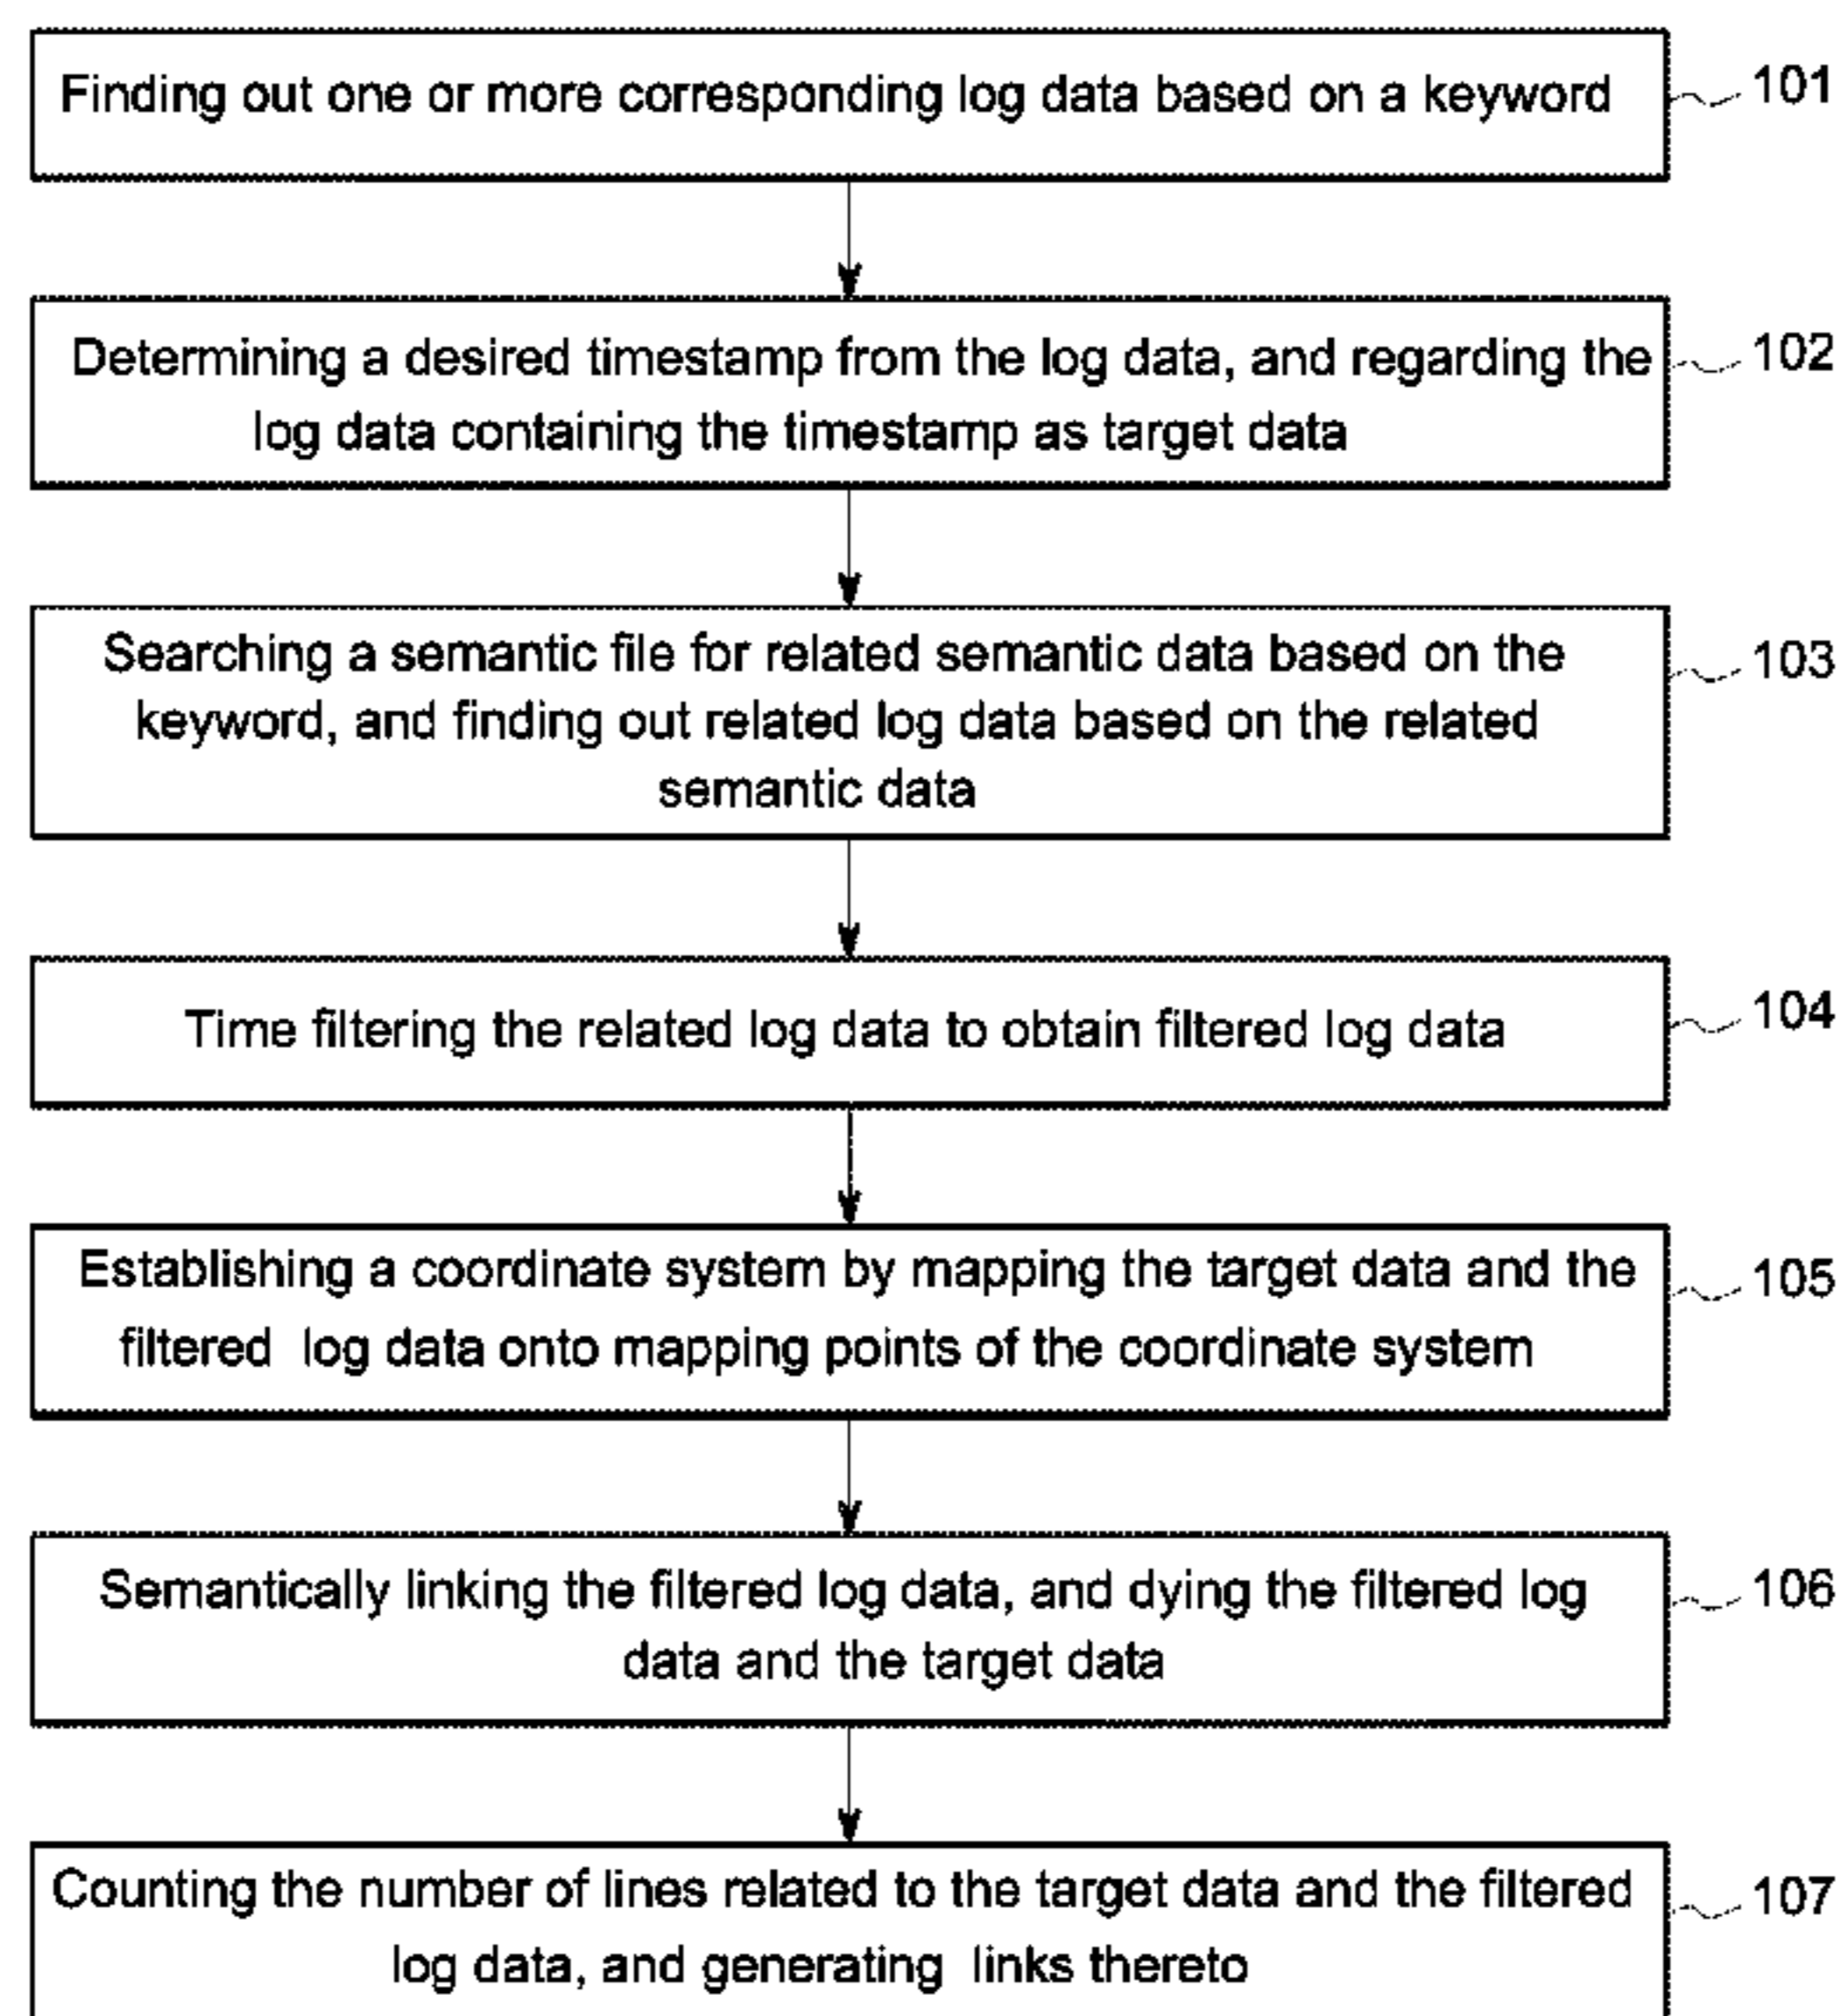 Finding out one or more corresponding log data based on a keyword
101
Determining a desired timestamp from the log data, and regarding the
log data containing the timestamp as target data
102
Searching a semantic file for related semantic data based on the
keyword, and finding out related log data based on the related
semantic data
103
Time filtering the related log data to obtain filtered log data
104
Establishing a coordinate system by mapping the target data and the
filtered log data onto mapping points of the coordinate system
105
Semantically linking the filtered log data, and dying the filtered log
data and the target data
106
Counting the number of lines related to the target data and the filtered
log data, and generating links thereto
107